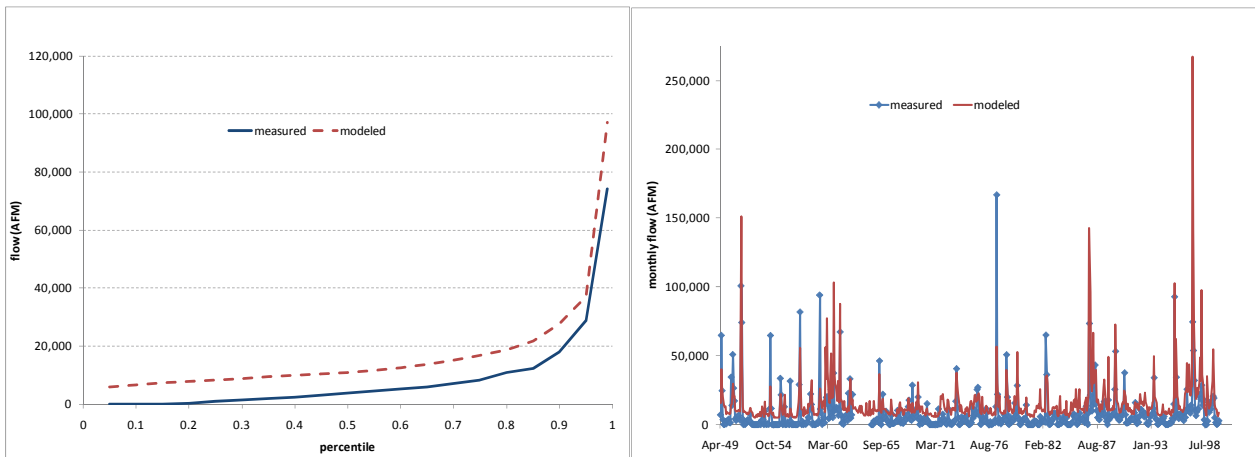 120,000
100,000
80,000
60,000
40,000
20,000
0
flow (AFM)
measured
modeled
0 0.1 0.2 0.3 0.4 0.5 0.6 0.7 0.8 0.9 1
percentile
250,000
200,000
150,000
100,000
50,000
0
monthly flow (AFM)
measured
modeled
Apr-49 Oct-54 Mar-60 Sep-65 Mar-71 Aug-76 Feb-82 Aug-87 Jan-93 Jul-98